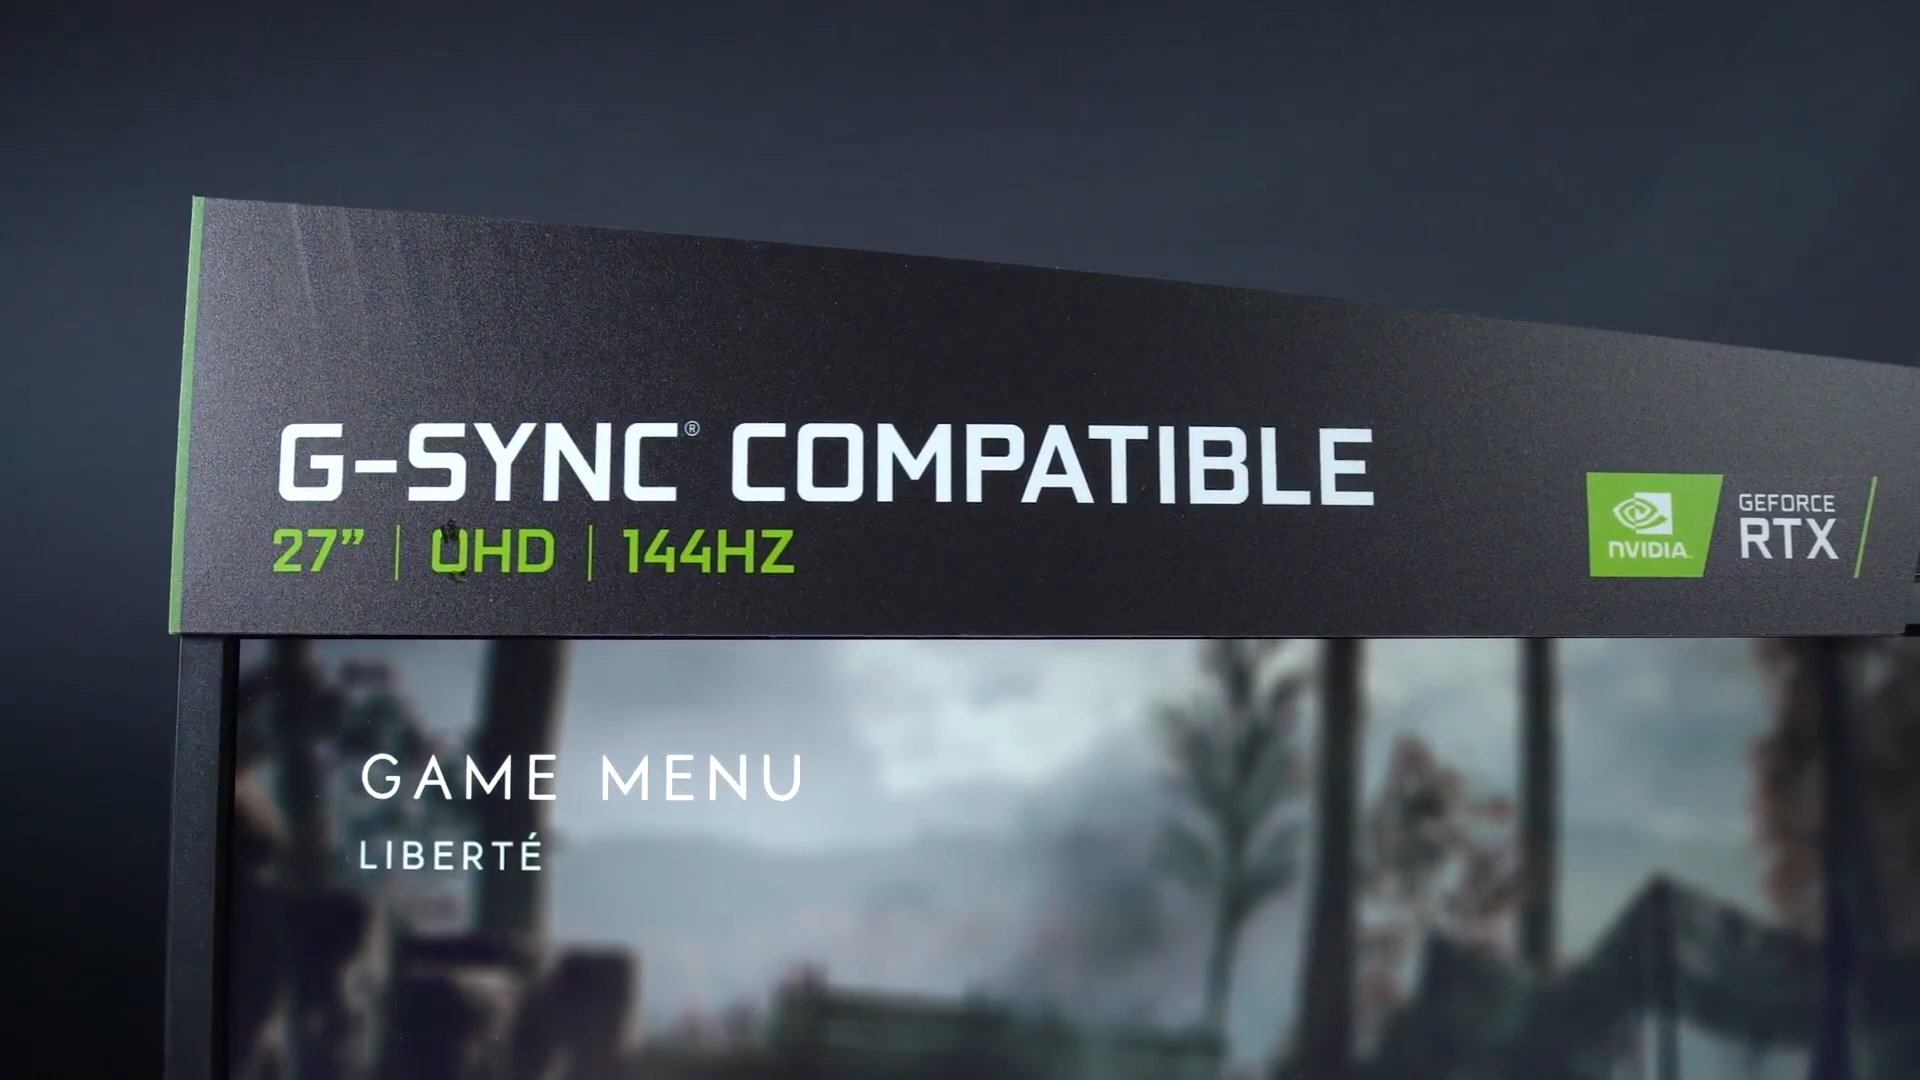 G-SYNC® COMPATIBLE
27” | UHD | 144HZ
NVIDIA
GEFORCE
RTX
GAME MENU
LIBERTÉ